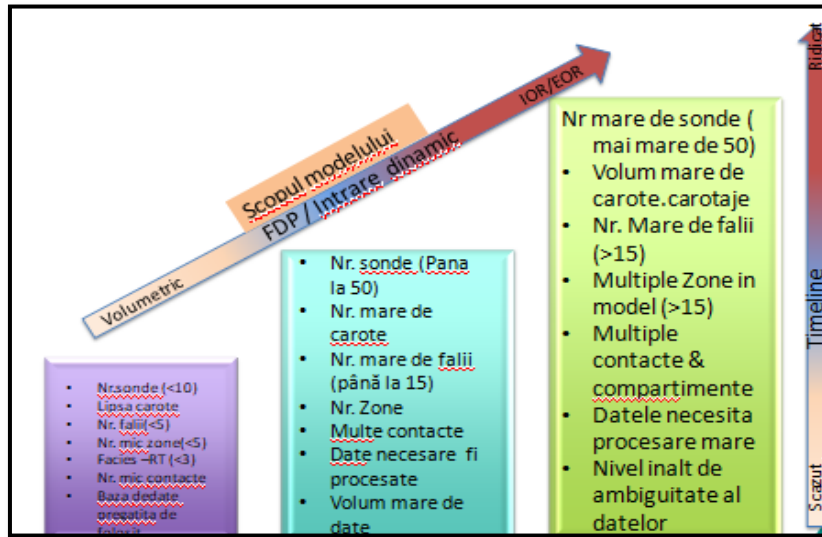 Scopul modelului
Volumetric
FDP / Intrare dinamic
IOR/EOR
• Nr.sonde (<10)
• Lipsa carote
• Nr. falii(<5)
• Nr. mic zone(<5)
• Facies –RT (<3)
• Nr. mic contacte
• Baza dedate
pregatita de
folosit
• Nr. sonde (Pana
la 50)
• Nr. mare de
carote
• Nr. mare de falii
(până la 15)
• Nr. Zone
• Multe contacte
• Date necesare fi
procesate
• Volum mare de
date
Nr mare de sonde (
mai mare de 50)
• Volum mare de
carote.carotaje
• Nr. Mare de falii
(>15)
• Multiple Zone in
model (>15)
• Multiple
contacte &
compartimente
• Datele necesita
procesare mare
• Nivel inalt de
ambiguitate al
datelor
Ridicat
Timeline
Scazut